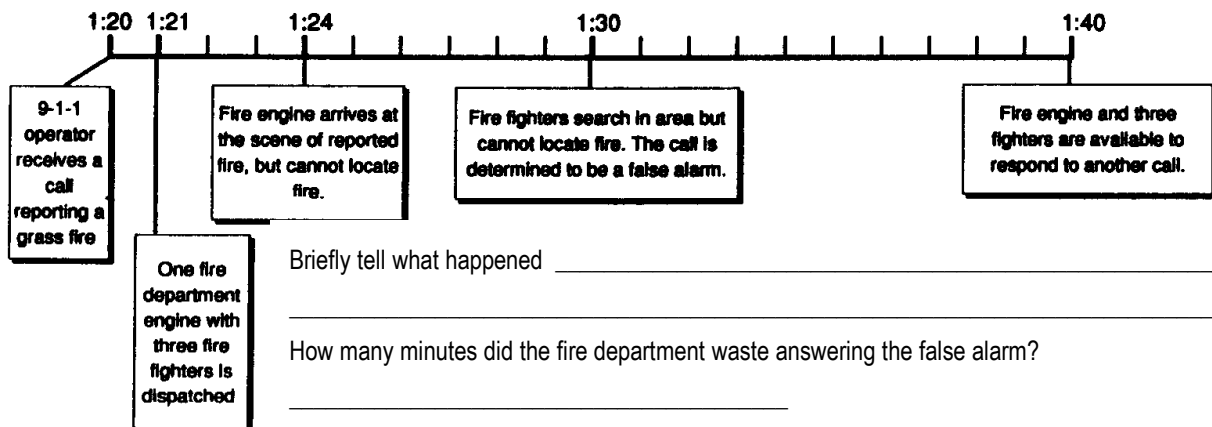 1:20 1:21 1:24 1:30 1:40
9-1-1
operator
receives a
call
reporting a
grass fire
One fire
department
engine with
three fire
fighters is
dispatched
Fire engine arrives at
the scene of reported
fire, but cannot locate
fire.
Fire fighters search in area but
cannot locate fire. The call is
determined to be a false alarm.
Fire engine and three
fighters are available to
respond to another call.
Briefly tell what happened
How many minutes did the fire department waste answering the false alarm?